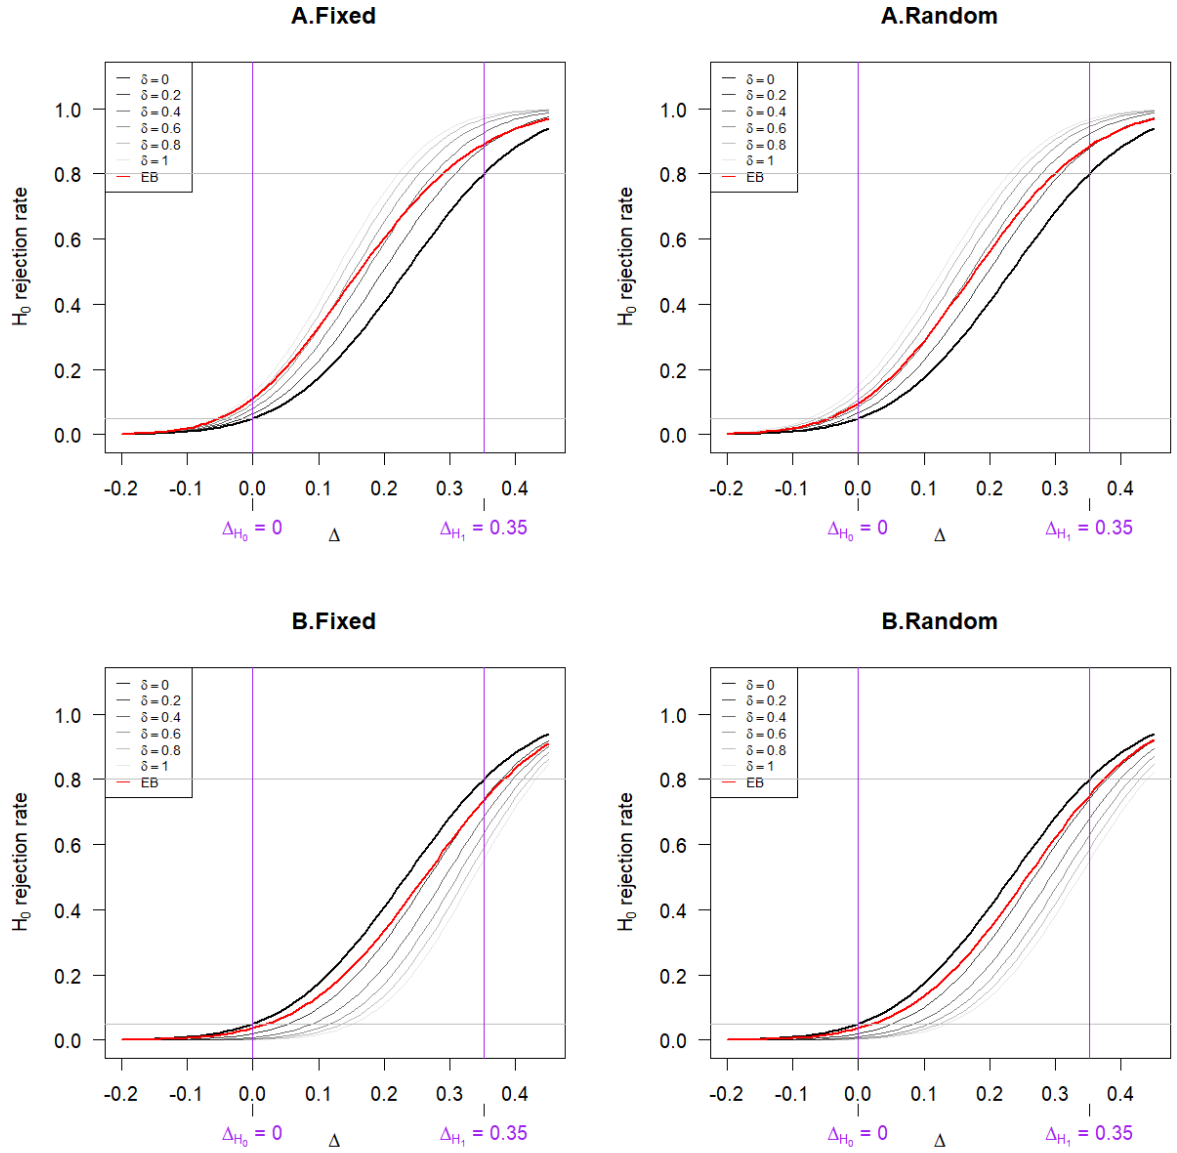 A.Fixed
δ = 0
δ = 0.2
δ = 0.4
δ = 0.6
δ = 0.8
δ = 1
EB
1.0
0.8
0.6
0.4
0.2
0.0
H₀ rejection rate
-0.2 -0.1 0.0 0.1 0.2 0.3 0.4
Δ_H₀ = 0 Δ Δ_H₁ = 0.35
A.Random
δ = 0
δ = 0.2
δ = 0.4
δ = 0.6
δ = 0.8
δ = 1
EB
1.0
0.8
0.6
0.4
0.2
0.0
H₀ rejection rate
-0.2 -0.1 0.0 0.1 0.2 0.3 0.4
Δ_H₀ = 0 Δ Δ_H₁ = 0.35
B.Fixed
δ = 0
δ = 0.2
δ = 0.4
δ = 0.6
δ = 0.8
δ = 1
EB
1.0
0.8
0.6
0.4
0.2
0.0
H₀ rejection rate
-0.2 -0.1 0.0 0.1 0.2 0.3 0.4
Δ_H₀ = 0 Δ Δ_H₁ = 0.35
B.Random
δ = 0
δ = 0.2
δ = 0.4
δ = 0.6
δ = 0.8
δ = 1
EB
1.0
0.8
0.6
0.4
0.2
0.0
H₀ rejection rate
-0.2 -0.1 0.0 0.1 0.2 0.3 0.4
Δ_H₀ = 0 Δ Δ_H₁ = 0.35